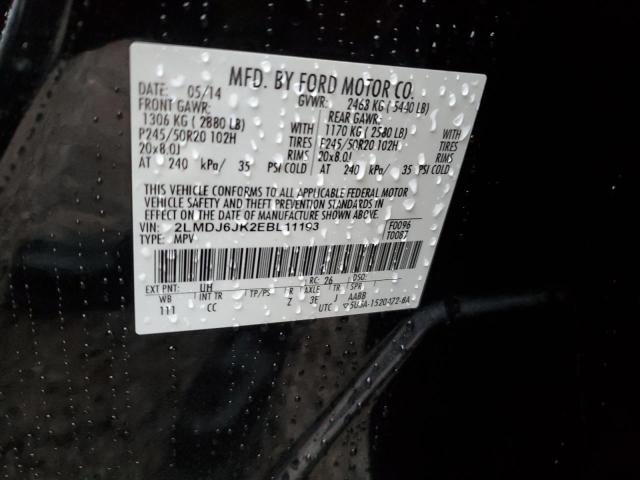 MFD. BY FORD MOTOR CO.
DATE: 05/14 GVWR: 2463 KG (5430 LB)
FRONT GAWR: REAR GAWR:
1306 KG (2880 LB) WITH 1170 KG (2580 LB) WITH
P245/50R20 102H TIRES P245/50R20 102H TIRES
20x8.0J RIMS 20x8.0J RIMS
AT 240 kPa/ 35 PSI COLD AT 240 kPa/ 35 PSI COLD
THIS VEHICLE CONFORMS TO ALL APPLICABLE FEDERAL MOTOR
VEHICLE SAFETY AND THEFT PREVENTION STANDARDS IN
EFFECT ON THE DATE OF MANUFACTURE SHOWN ABOVE.
VIN: 2LMDJ6JK2EBL11193 F0096
TYPE: MPV T0087
EXT PNT: UH RC: 26 DSO:
WB INT TR TP/PS R AXLE TR SPR
111 CC Z 3E J AABB
UTC